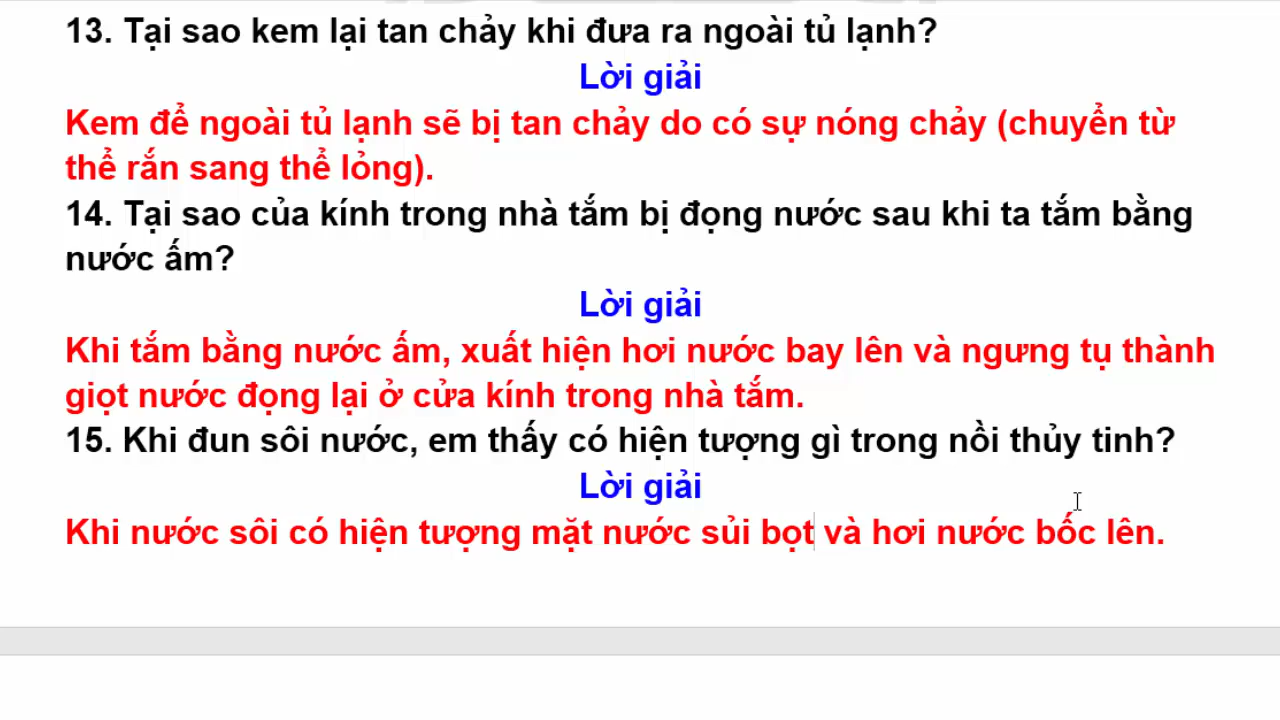 13. Tại sao kem lại tan chảy khi đưa ra ngoài tủ lạnh?
Lời giải
Kem để ngoài tủ lạnh sẽ bị tan chảy do có sự nóng chảy (chuyển từ
thể rắn sang thể lỏng).
14. Tại sao của kính trong nhà tắm bị đọng nước sau khi ta tắm bằng
nước ấm?
Lời giải
Khi tắm bằng nước ấm, xuất hiện hơi nước bay lên và ngưng tụ thành
giọt nước đọng lại ở cửa kính trong nhà tắm.
15. Khi đun sôi nước, em thấy có hiện tượng gì trong nồi thủy tinh?
Lời giải
Khi nước sôi có hiện tượng mặt nước sủi bọt và hơi nước bốc lên.